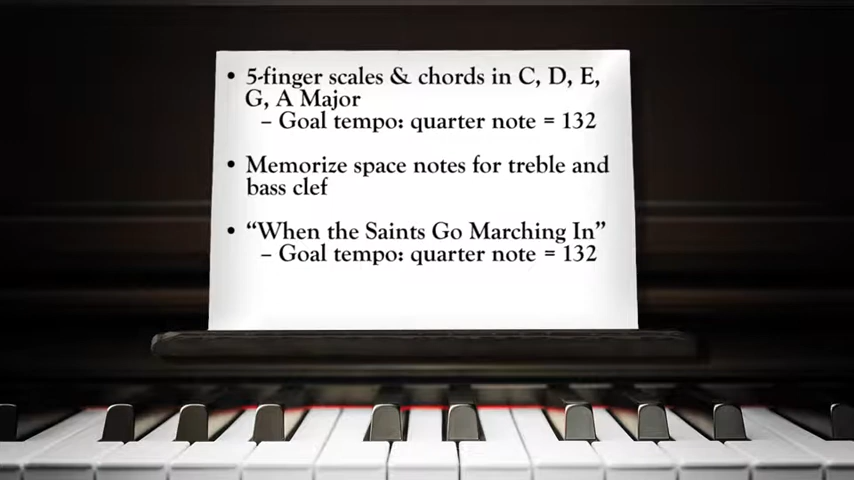 • 5-finger scales & chords in C, D, E,
G, A Major
– Goal tempo: quarter note = 132
• Memorize space notes for treble and
bass clef
• “When the Saints Go Marching In”
– Goal tempo: quarter note = 132